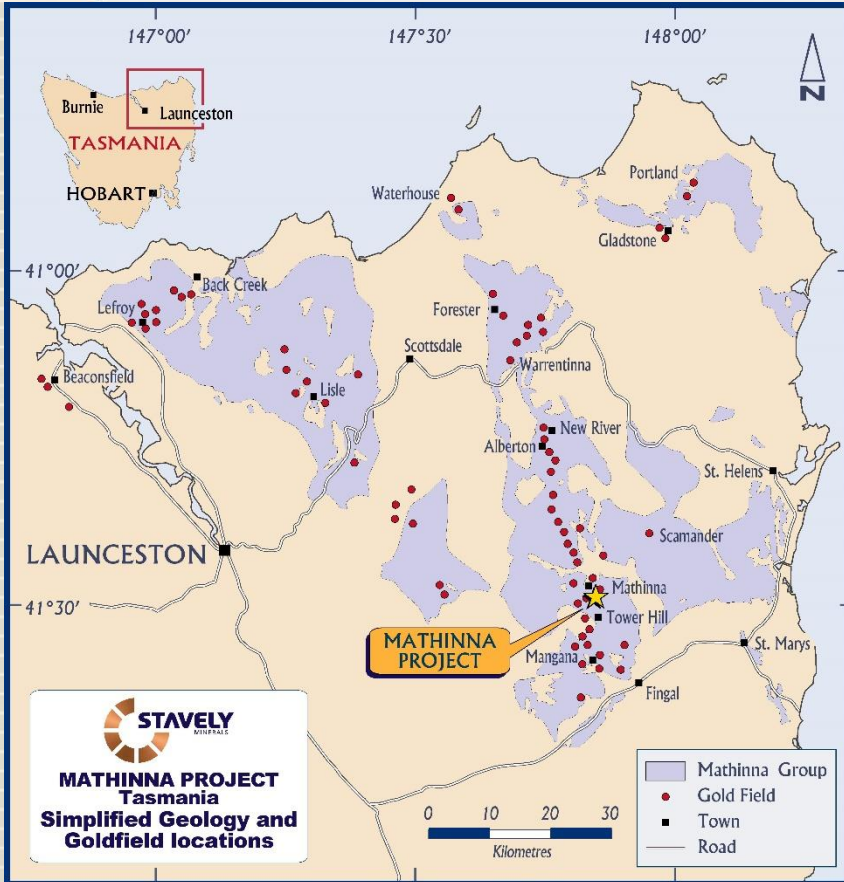 147°00'
147°30'
148°00'
N
Burnie
Launceston
TASMANIA
HOBART
Portland
Waterhouse
Gladstone
41°00'
Back Creek
Lefroy
Forester
Scottsdale
Warrentinna
Beaconsfield
Lisle
New River
Alberton
St. Helens
Scamander
LAUNCESTON
41°30'
Mathinna
Tower Hill
MATHINNA
PROJECT
Mangana
St. Marys
Fingal
STAVELY
MINERALS
MATHINNA PROJECT
Tasmania
Simplified Geology and
Goldfield locations
0 10 20 30
Kilometres
Mathinna Group
Gold Field
Town
Road